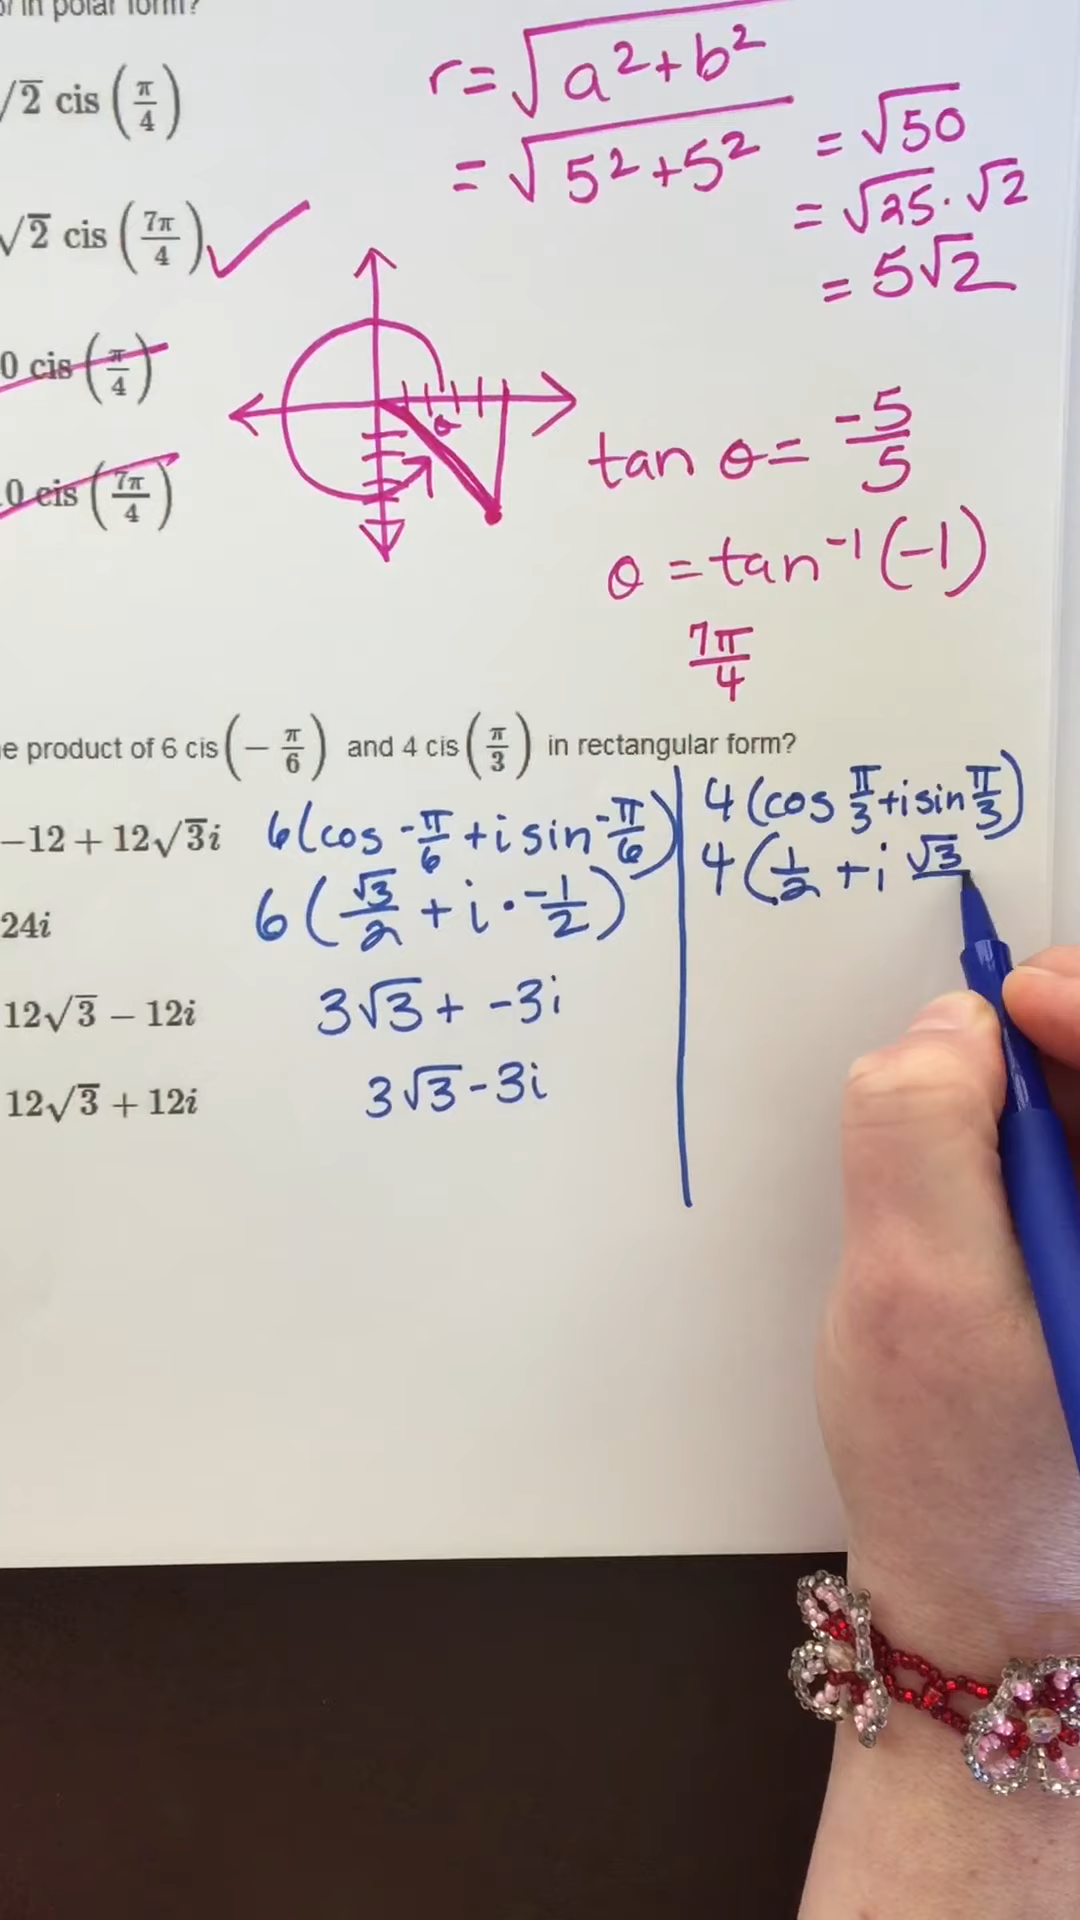 in polar form?
√2 cis (π/4)
√2 cis (7π/4) ✓
0 cis (π/4)
0 cis (7π/4)
r = √(a² + b²)
= √(5² + 5²)
= √50
= √25 · √2
= 5√2
θ
tan θ = -5/5
θ = tan⁻¹ (-1)
7π/4
product of 6 cis (− π/6) and 4 cis (π/3) in rectangular form?
−12 + 12√3i
24i
12√3 − 12i
12√3 + 12i
6(cos -π/6 + i sin -π/6)
6 (√3/2 + i · -1/2)
3√3 + -3i
3√3 - 3i
4 (cos π/3 + i sin π/3)
4 (1/2 + i √3